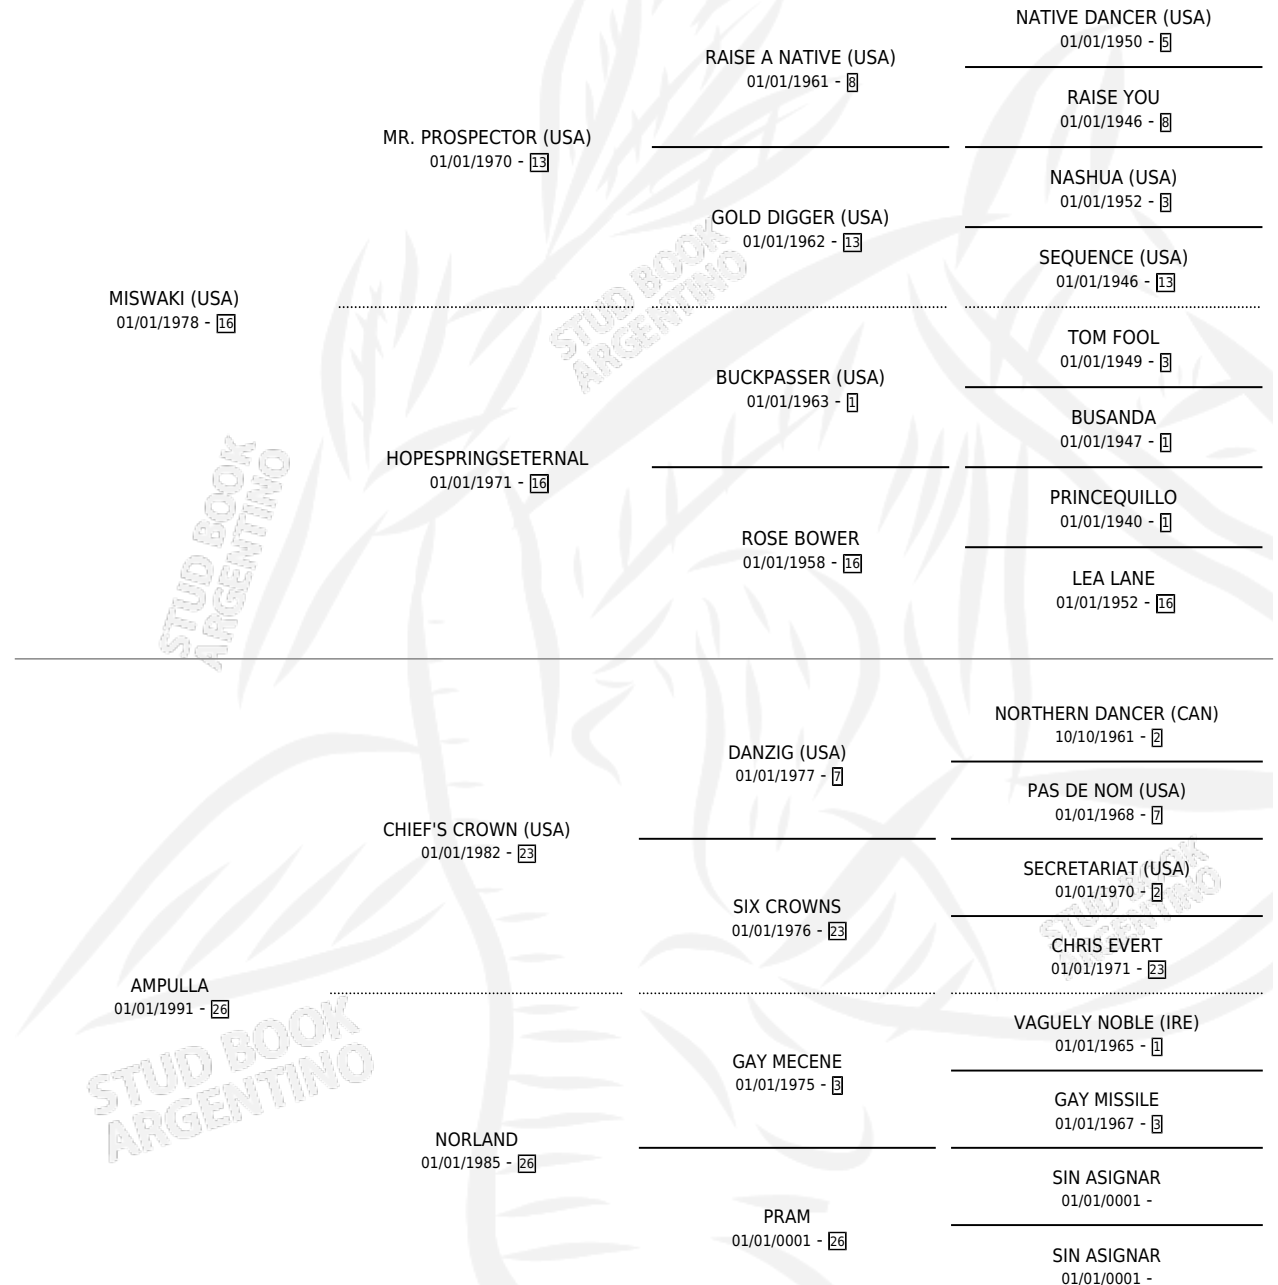 NATIVE DANCER (USA)
01/01/1950 - 5
RAISE A NATIVE (USA)
01/01/1961 - 8
RAISE YOU
01/01/1946 - 8
MR. PROSPECTOR (USA)
01/01/1970 - 13
NASHUA (USA)
01/01/1952 - 3
GOLD DIGGER (USA)
01/01/1962 - 13
SEQUENCE (USA)
01/01/1946 - 13
MISWAKI (USA)
01/01/1978 - 16
STUD BOOK
ARGENTINO
TOM FOOL
01/01/1949 - 3
BUCKPASSER (USA)
01/01/1963 - 1
BUSANDA
01/01/1947 - 1
HOPESPRINGSETERNAL
01/01/1971 - 16
STUD BOOK
ARGENTINO
PRINCEQUILLO
01/01/1940 - 1
ROSE BOWER
01/01/1958 - 16
LEA LANE
01/01/1952 - 16
NORTHERN DANCER (CAN)
10/10/1961 - 2
DANZIG (USA)
01/01/1977 - 7
PAS DE NOM (USA)
01/01/1968 - 7
CHIEF'S CROWN (USA)
01/01/1982 - 23
SECRETARIAT (USA)
01/01/1970 - 2
STUD BOOK
ARGENTINO
SIX CROWNS
01/01/1976 - 23
CHRIS EVERT
01/01/1971 - 23
AMPULLA
01/01/1991 - 26
STUD BOOK
ARGENTINO
VAGUELY NOBLE (IRE)
01/01/1965 - 1
GAY MECENE
01/01/1975 - 3
GAY MISSILE
01/01/1967 - 3
NORLAND
01/01/1985 - 26
SIN ASIGNAR
01/01/0001 -
PRAM
01/01/0001 - 26
SIN ASIGNAR
01/01/0001 -